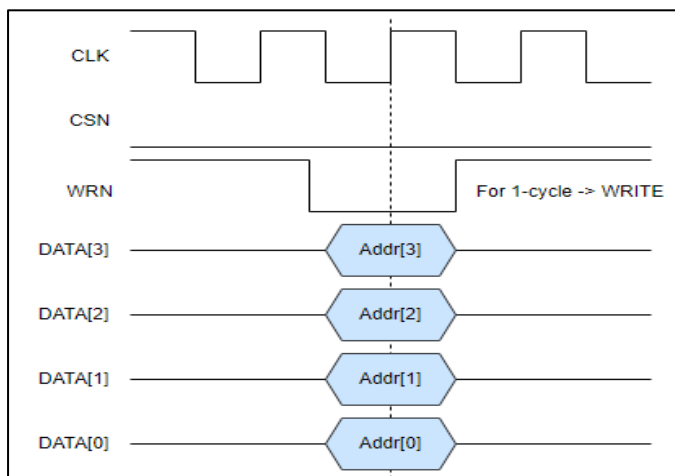 CLK
CSN
WRN
For 1-cycle -> WRITE
DATA[3]
Addr[3]
DATA[2]
Addr[2]
DATA[1]
Addr[1]
DATA[0]
Addr[0]